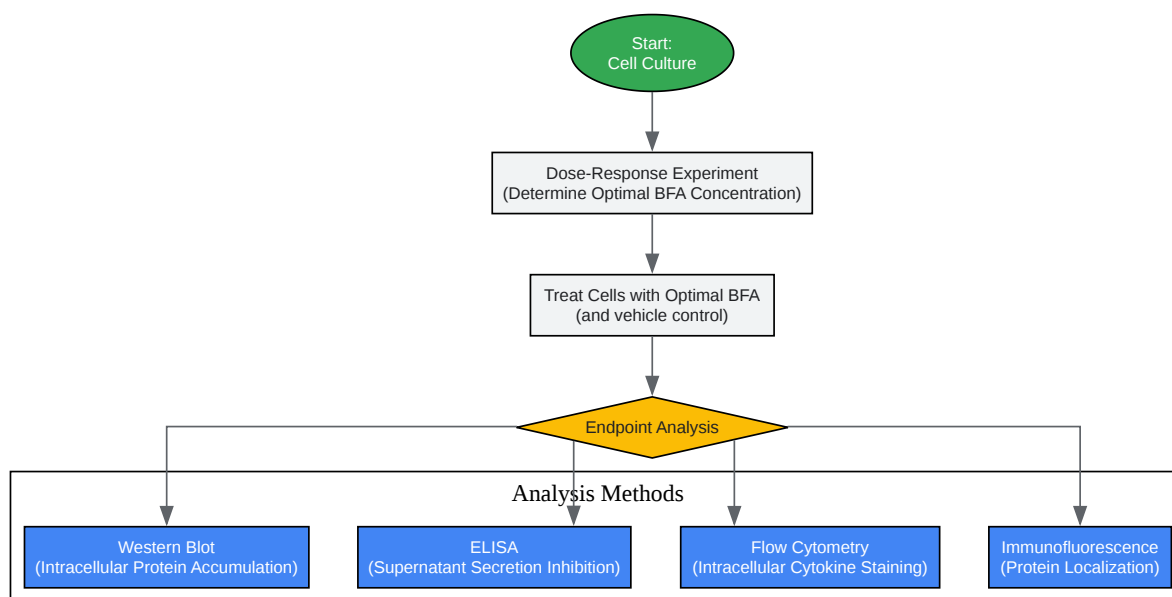 Start:
Cell Culture
Dose-Response Experiment
(Determine Optimal BFA Concentration)
Treat Cells with Optimal BFA
(and vehicle control)
Endpoint Analysis
Analysis Methods
Western Blot
(Intracellular Protein Accumulation)
ELISA
(Supernatant Secretion Inhibition)
Flow Cytometry
(Intracellular Cytokine Staining)
Immunofluorescence
(Protein Localization)